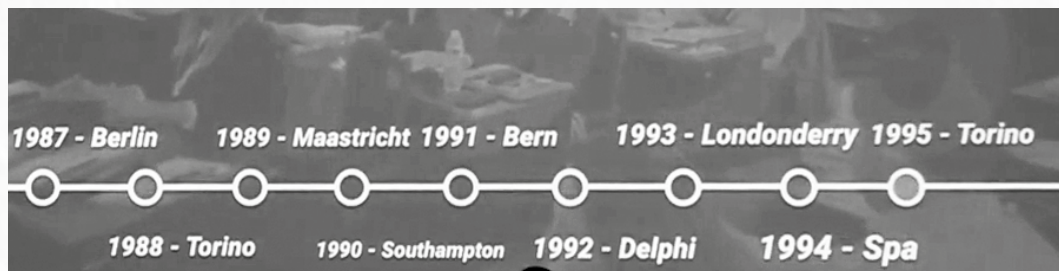 1987 - Berlin
1988 - Torino
1989 - Maastricht
1990 - Southampton
1991 - Bern
1992 - Delphi
1993 - Londonderry
1994 - Spa
1995 - Torino